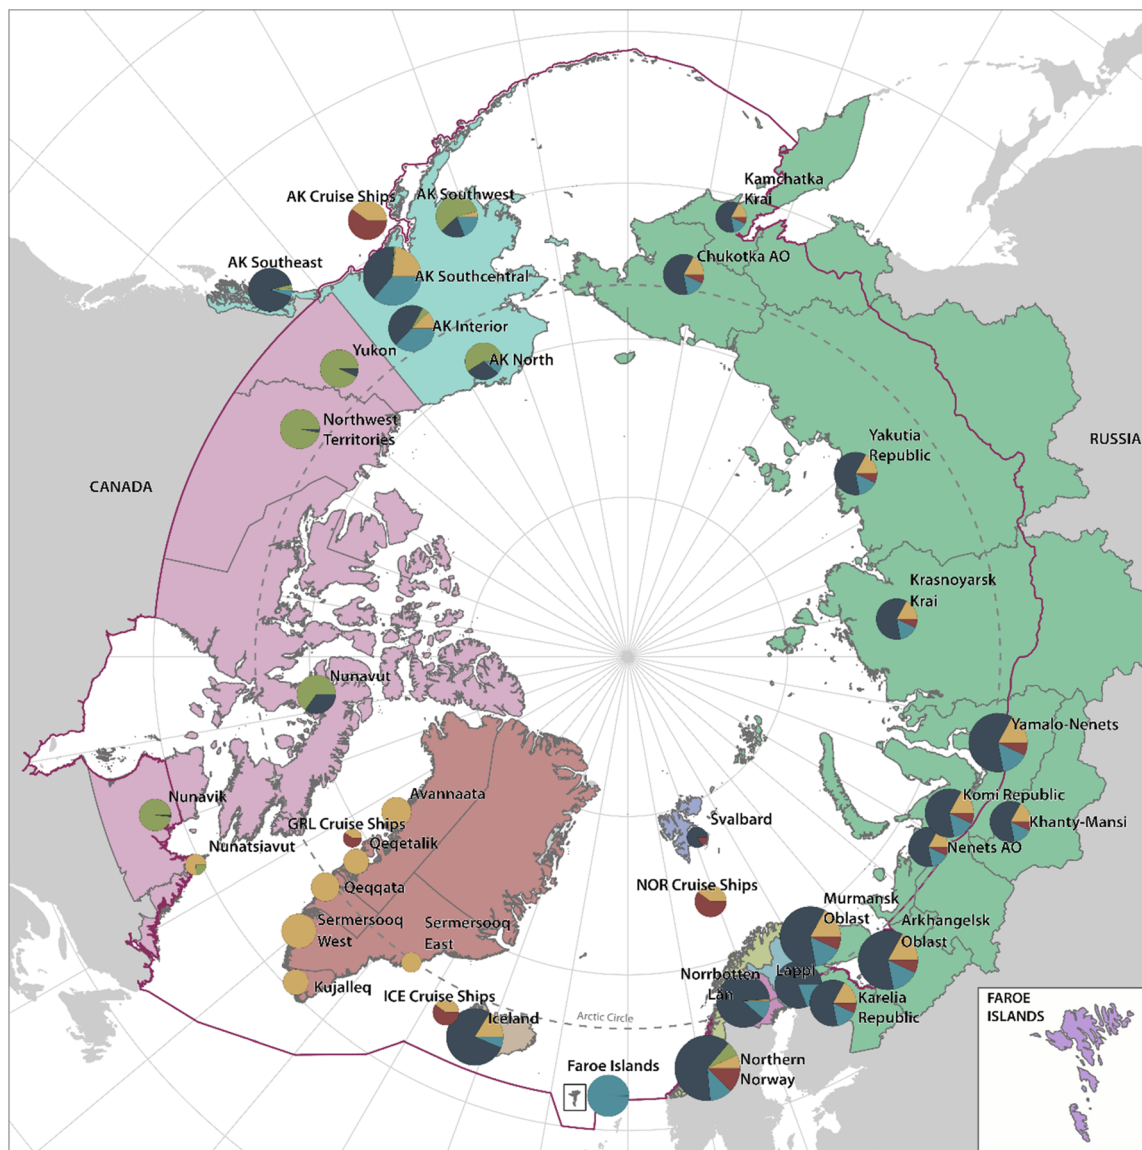 Kamchatka
Krai
AK Cruise Ships
AK Southwest
Chukotka AO
AK Southeast
AK Southcentral
AK Interior
Yukon
AK North
Northwest
Territories
Yakutia
Republic
RUSSIA
CANADA
Krasnoyarsk
Krai
Nunavut
Yamalo-Nenets
Avannaata
Komi Republic
Nunavik
GRL Cruise Ships
Svalbard
Khanty-Mansi
Nunatsiavut
Qeqetalik
Nenets AO
Qeqqata
NOR Cruise Ships
Murmansk
Oblast
Arkhangelsk
Oblast
Sermersooq
West
Sermersooq
East
Lappi
Norrbotten
Län
Kujalleq
ICE Cruise Ships
Karelia
Republic
Iceland
Arctic Circle
FAROE
ISLANDS
Faroe Islands
Northern
Norway